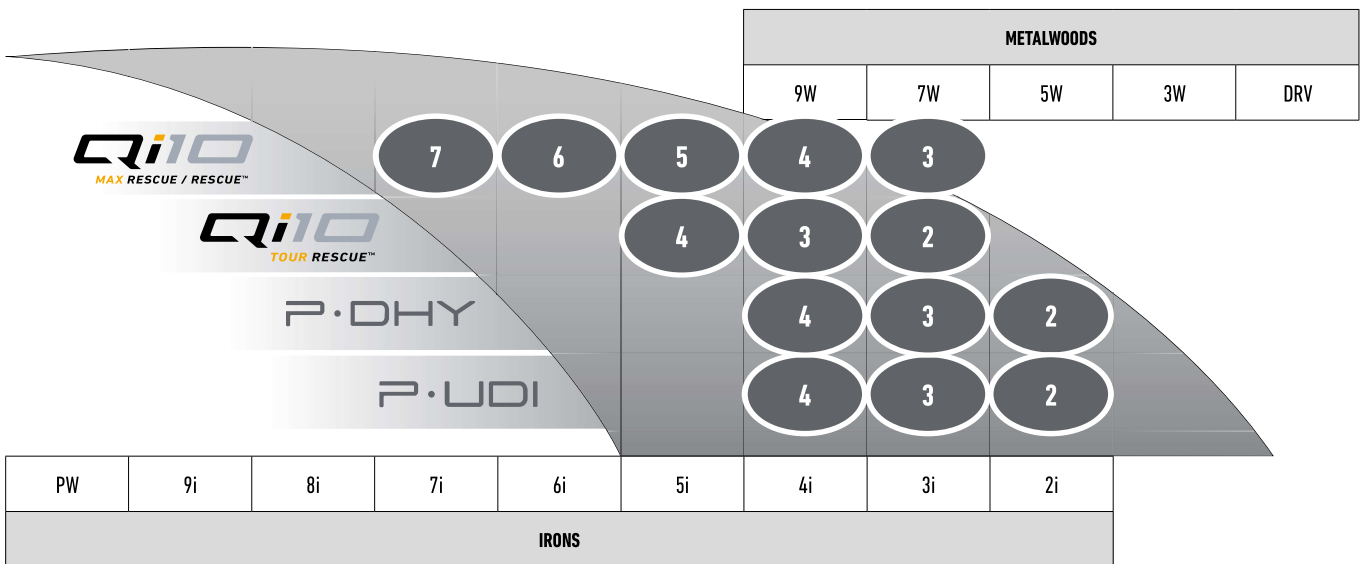 METALWOODS
9W 7W 5W 3W DRV
Qi10
MAX RESCUE / RESCUE™
7 6 5 4 3
Qi10
TOUR RESCUE™
4 3 2
P·DHY
4 3 2
P·UDI
4 3 2
PW 9i 8i 7i 6i 5i 4i 3i 2i
IRONS